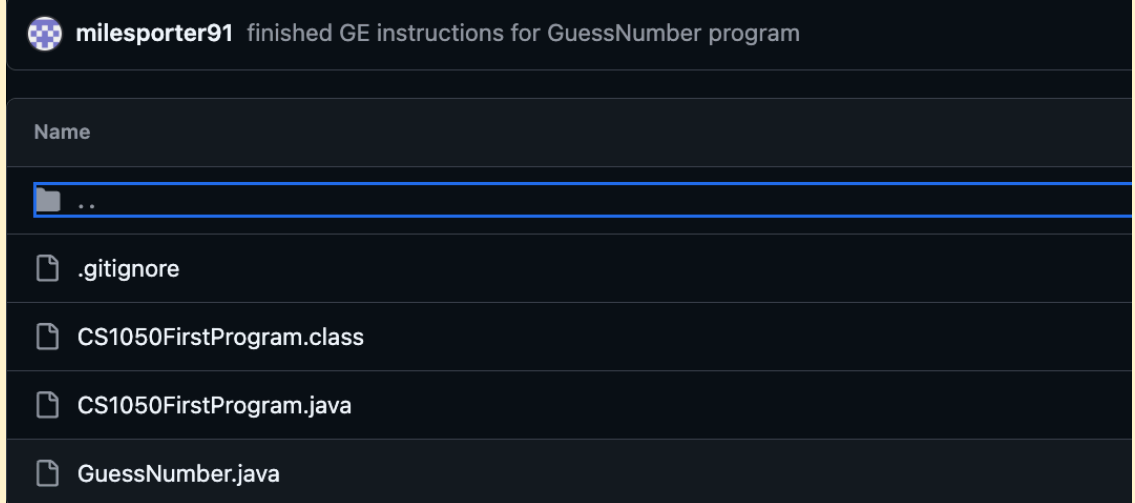 milesporter91 finished GE instructions for GuessNumber program
Name
..
.gitignore
CS1050FirstProgram.class
CS1050FirstProgram.java
GuessNumber.java